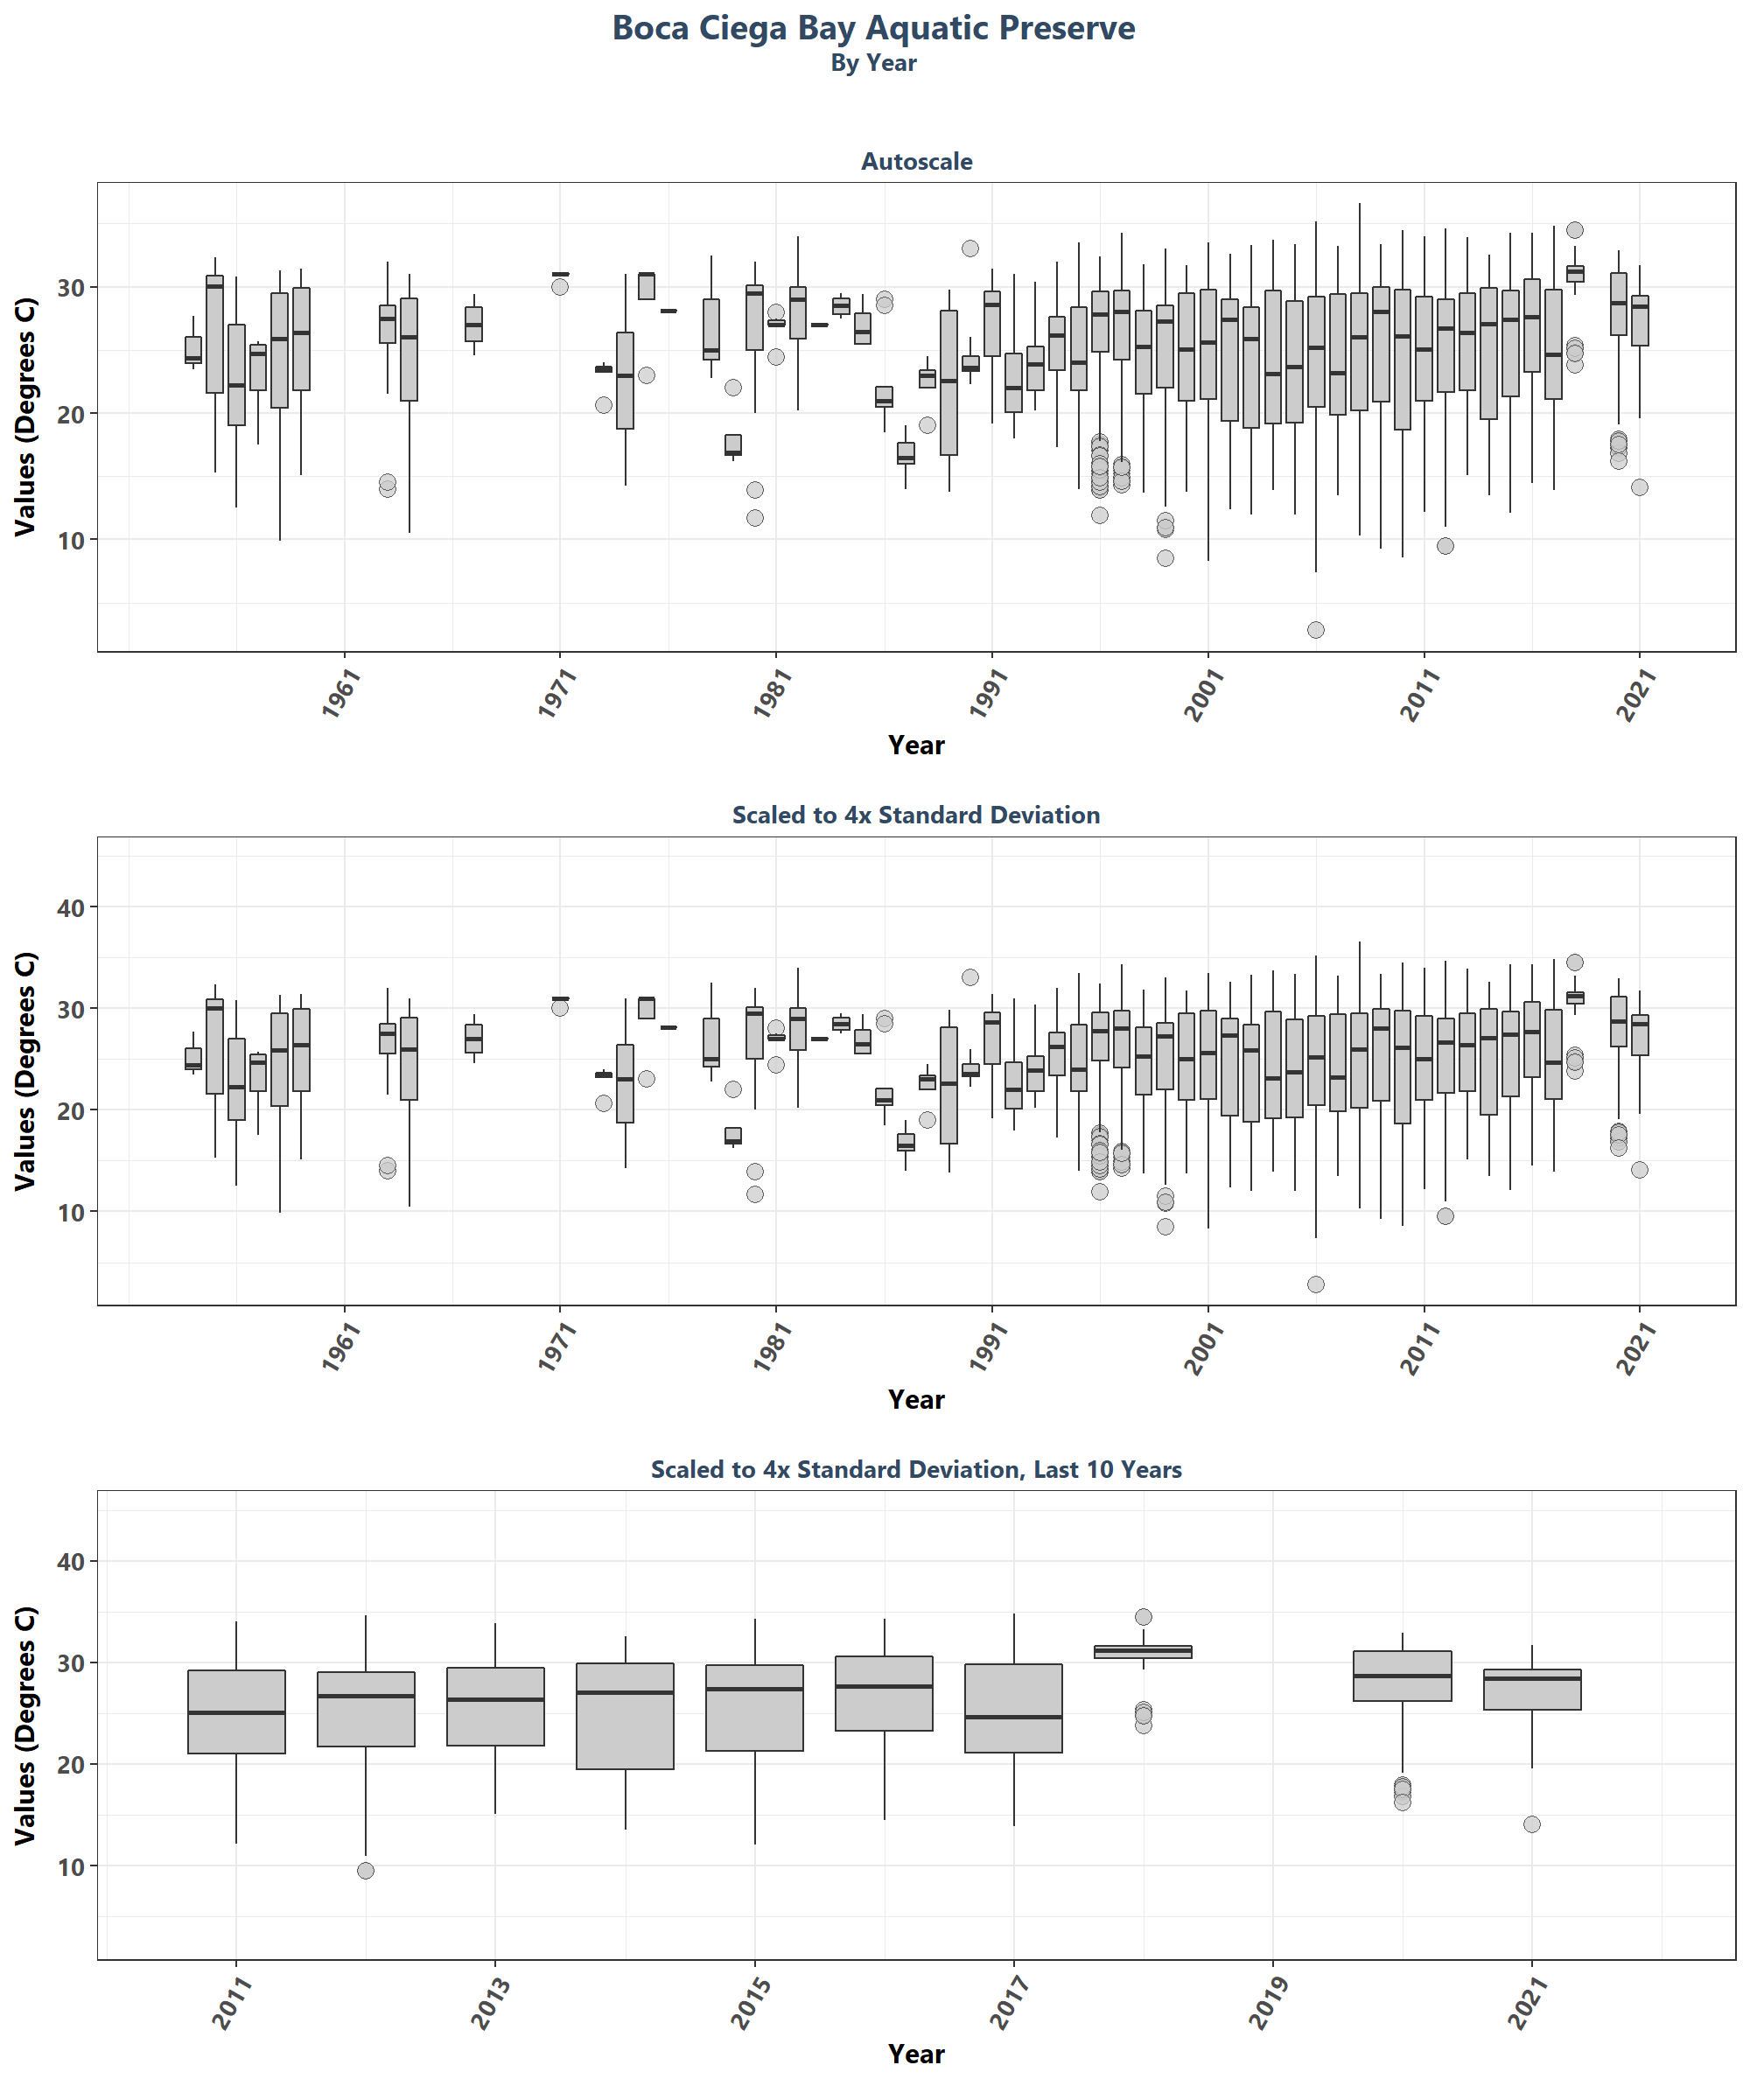 Boca Ciega Bay Aquatic Preserve
By Year
Autoscale
Values (Degrees C)
30
20
10
1961
1971
1981
1991
2001
2011
2021
Year
Scaled to 4x Standard Deviation
Values (Degrees C)
40
30
20
10
1961
1971
1981
1991
2001
2011
2021
Year
Scaled to 4x Standard Deviation, Last 10 Years
Values (Degrees C)
40
30
20
10
2011
2013
2015
2017
2019
2021
Year